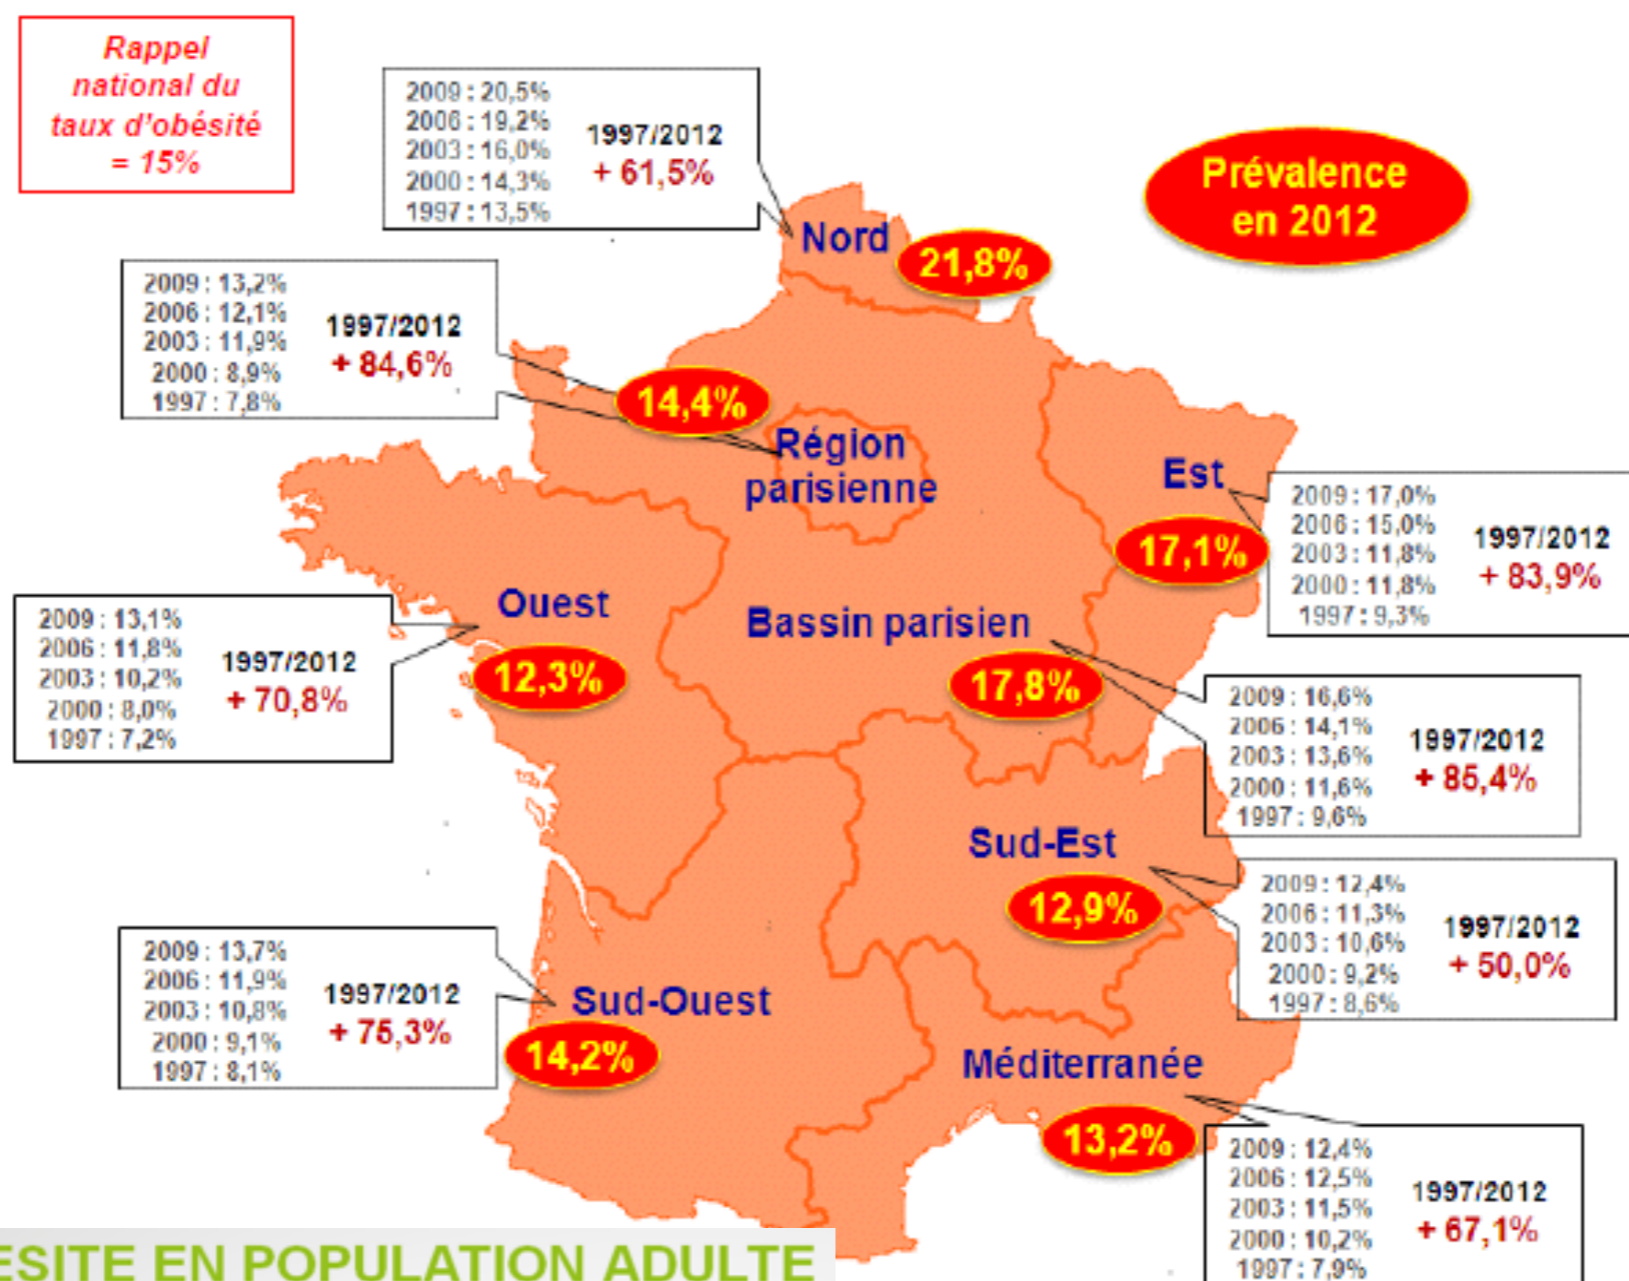 Rappel
national du
taux d'obésité
= 15%
2009 : 20,5%
2006 : 19,2%
2003 : 16,0%
2000 : 14,3%
1997 : 13,5%
1997/2012
+ 61,5%
Prévalence
en 2012
Nord
21,8%
2009 : 13,2%
2006 : 12,1%
2003 : 11,9%
2000 : 8,9%
1997 : 7,8%
1997/2012
+ 84,6%
14,4%
Région
parisienne
Est
17,1%
2009 : 17,0%
2006 : 15,0%
2003 : 11,8%
2000 : 11,8%
1997 : 9,3%
1997/2012
+ 83,9%
2009 : 13,1%
2006 : 11,8%
2003 : 10,2%
2000 : 8,0%
1997 : 7,2%
1997/2012
+ 70,8%
Ouest
12,3%
Bassin parisien
17,8%
2009 : 16,6%
2006 : 14,1%
2003 : 13,6%
2000 : 11,6%
1997 : 9,6%
1997/2012
+ 85,4%
Sud-Est
12,9%
2009 : 12,4%
2006 : 11,3%
2003 : 10,6%
2000 : 9,2%
1997 : 8,6%
1997/2012
+ 50,0%
2009 : 13,7%
2006 : 11,9%
2003 : 10,8%
2000 : 9,1%
1997 : 8,1%
1997/2012
+ 75,3%
Sud-Ouest
14,2%
Méditerranée
13,2%
2009 : 12,4%
2006 : 12,5%
2003 : 11,5%
2000 : 10,2%
1997 : 7,9%
1997/2012
+ 67,1%
ESITE EN POPULATION ADULTE